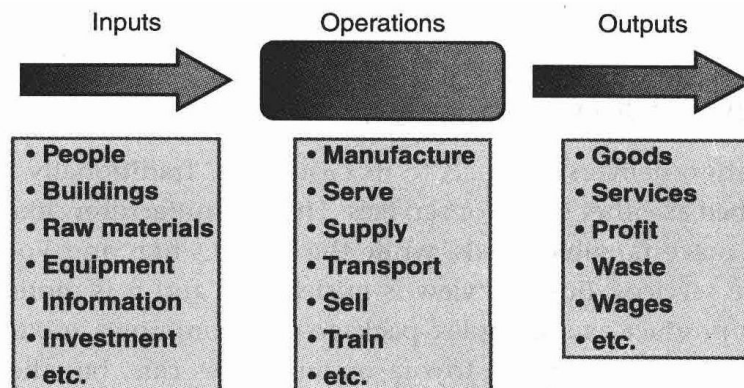 Inputs
Operations
Outputs
• People
• Buildings
• Raw materials
• Equipment
• Information
• Investment
• etc.
• Manufacture
• Serve
• Supply
• Transport
• Sell
• Train
• etc.
• Goods
• Services
• Profit
• Waste
• Wages
• etc.